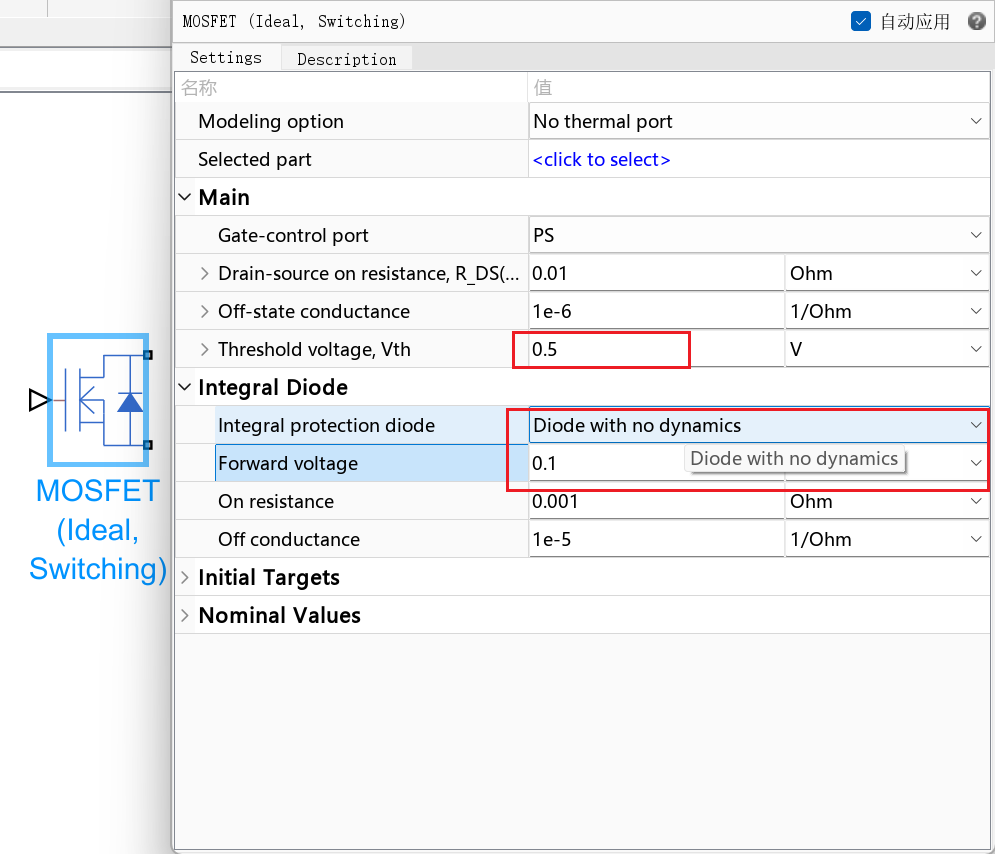 MOSFET (Ideal, Switching)
自动应用
Settings
Description
名称
值
Modeling option
No thermal port
Selected part
<click to select>
Main
Gate-control port
PS
Drain-source on resistance, R_DS(...
0.01
Ohm
Off-state conductance
1e-6
1/Ohm
Threshold voltage, Vth
0.5
V
Integral Diode
Integral protection diode
Diode with no dynamics
Forward voltage
0.1
Diode with no dynamics
On resistance
0.001
Ohm
Off conductance
1e-5
1/Ohm
Initial Targets
Nominal Values
MOSFET
(Ideal,
Switching)